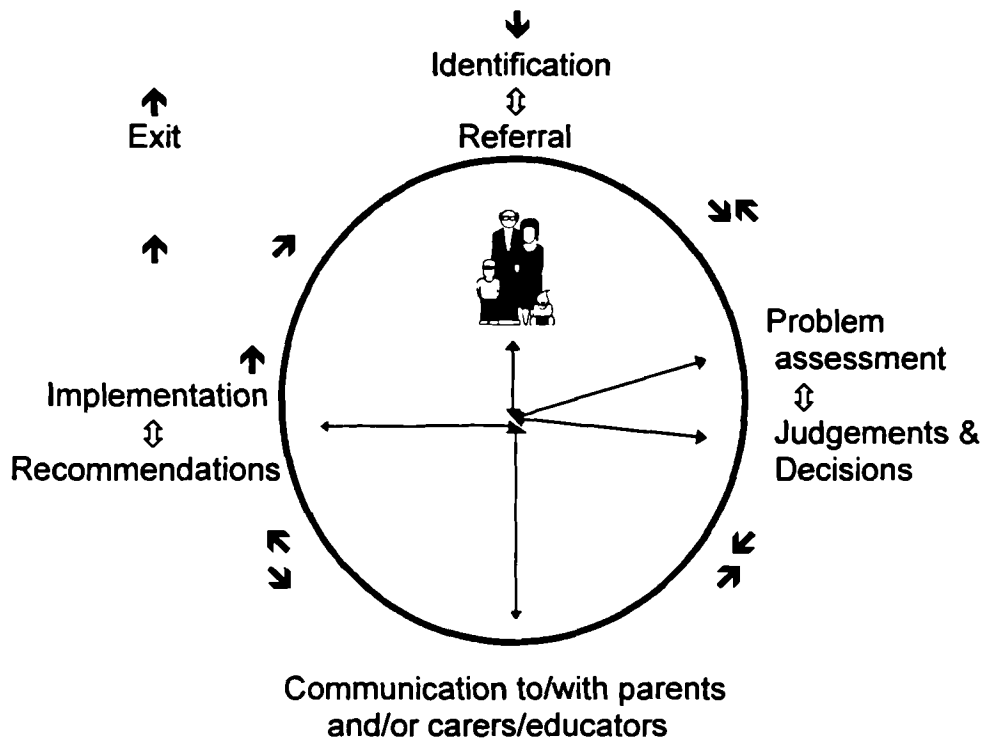 Identification
Exit
Referral
Problem
assessment
Implementation
Judgements &
Recommendations
Decisions
Communication to/with parents
and/or carers/educators